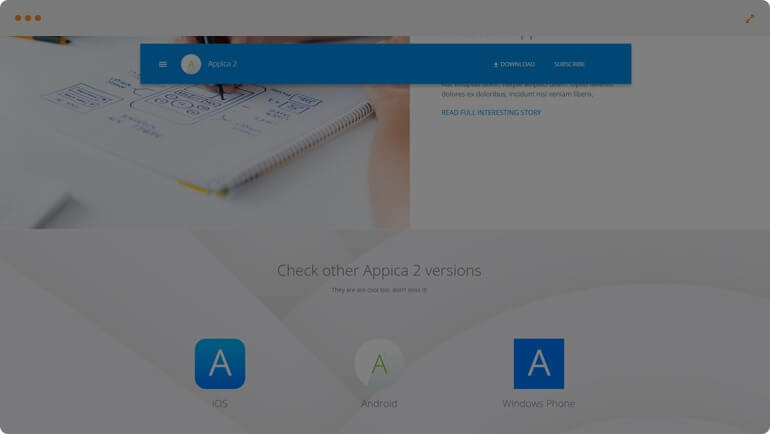 Appica 2
DOWNLOAD
SUBSCRIBE
dolores ex doloribus, incidunt nisi veniam libero.
READ FULL INTERESTING STORY
Check other Appica 2 versions
They are are cool too, don't miss it!
A
A
A
iOS
Android
Windows Phone